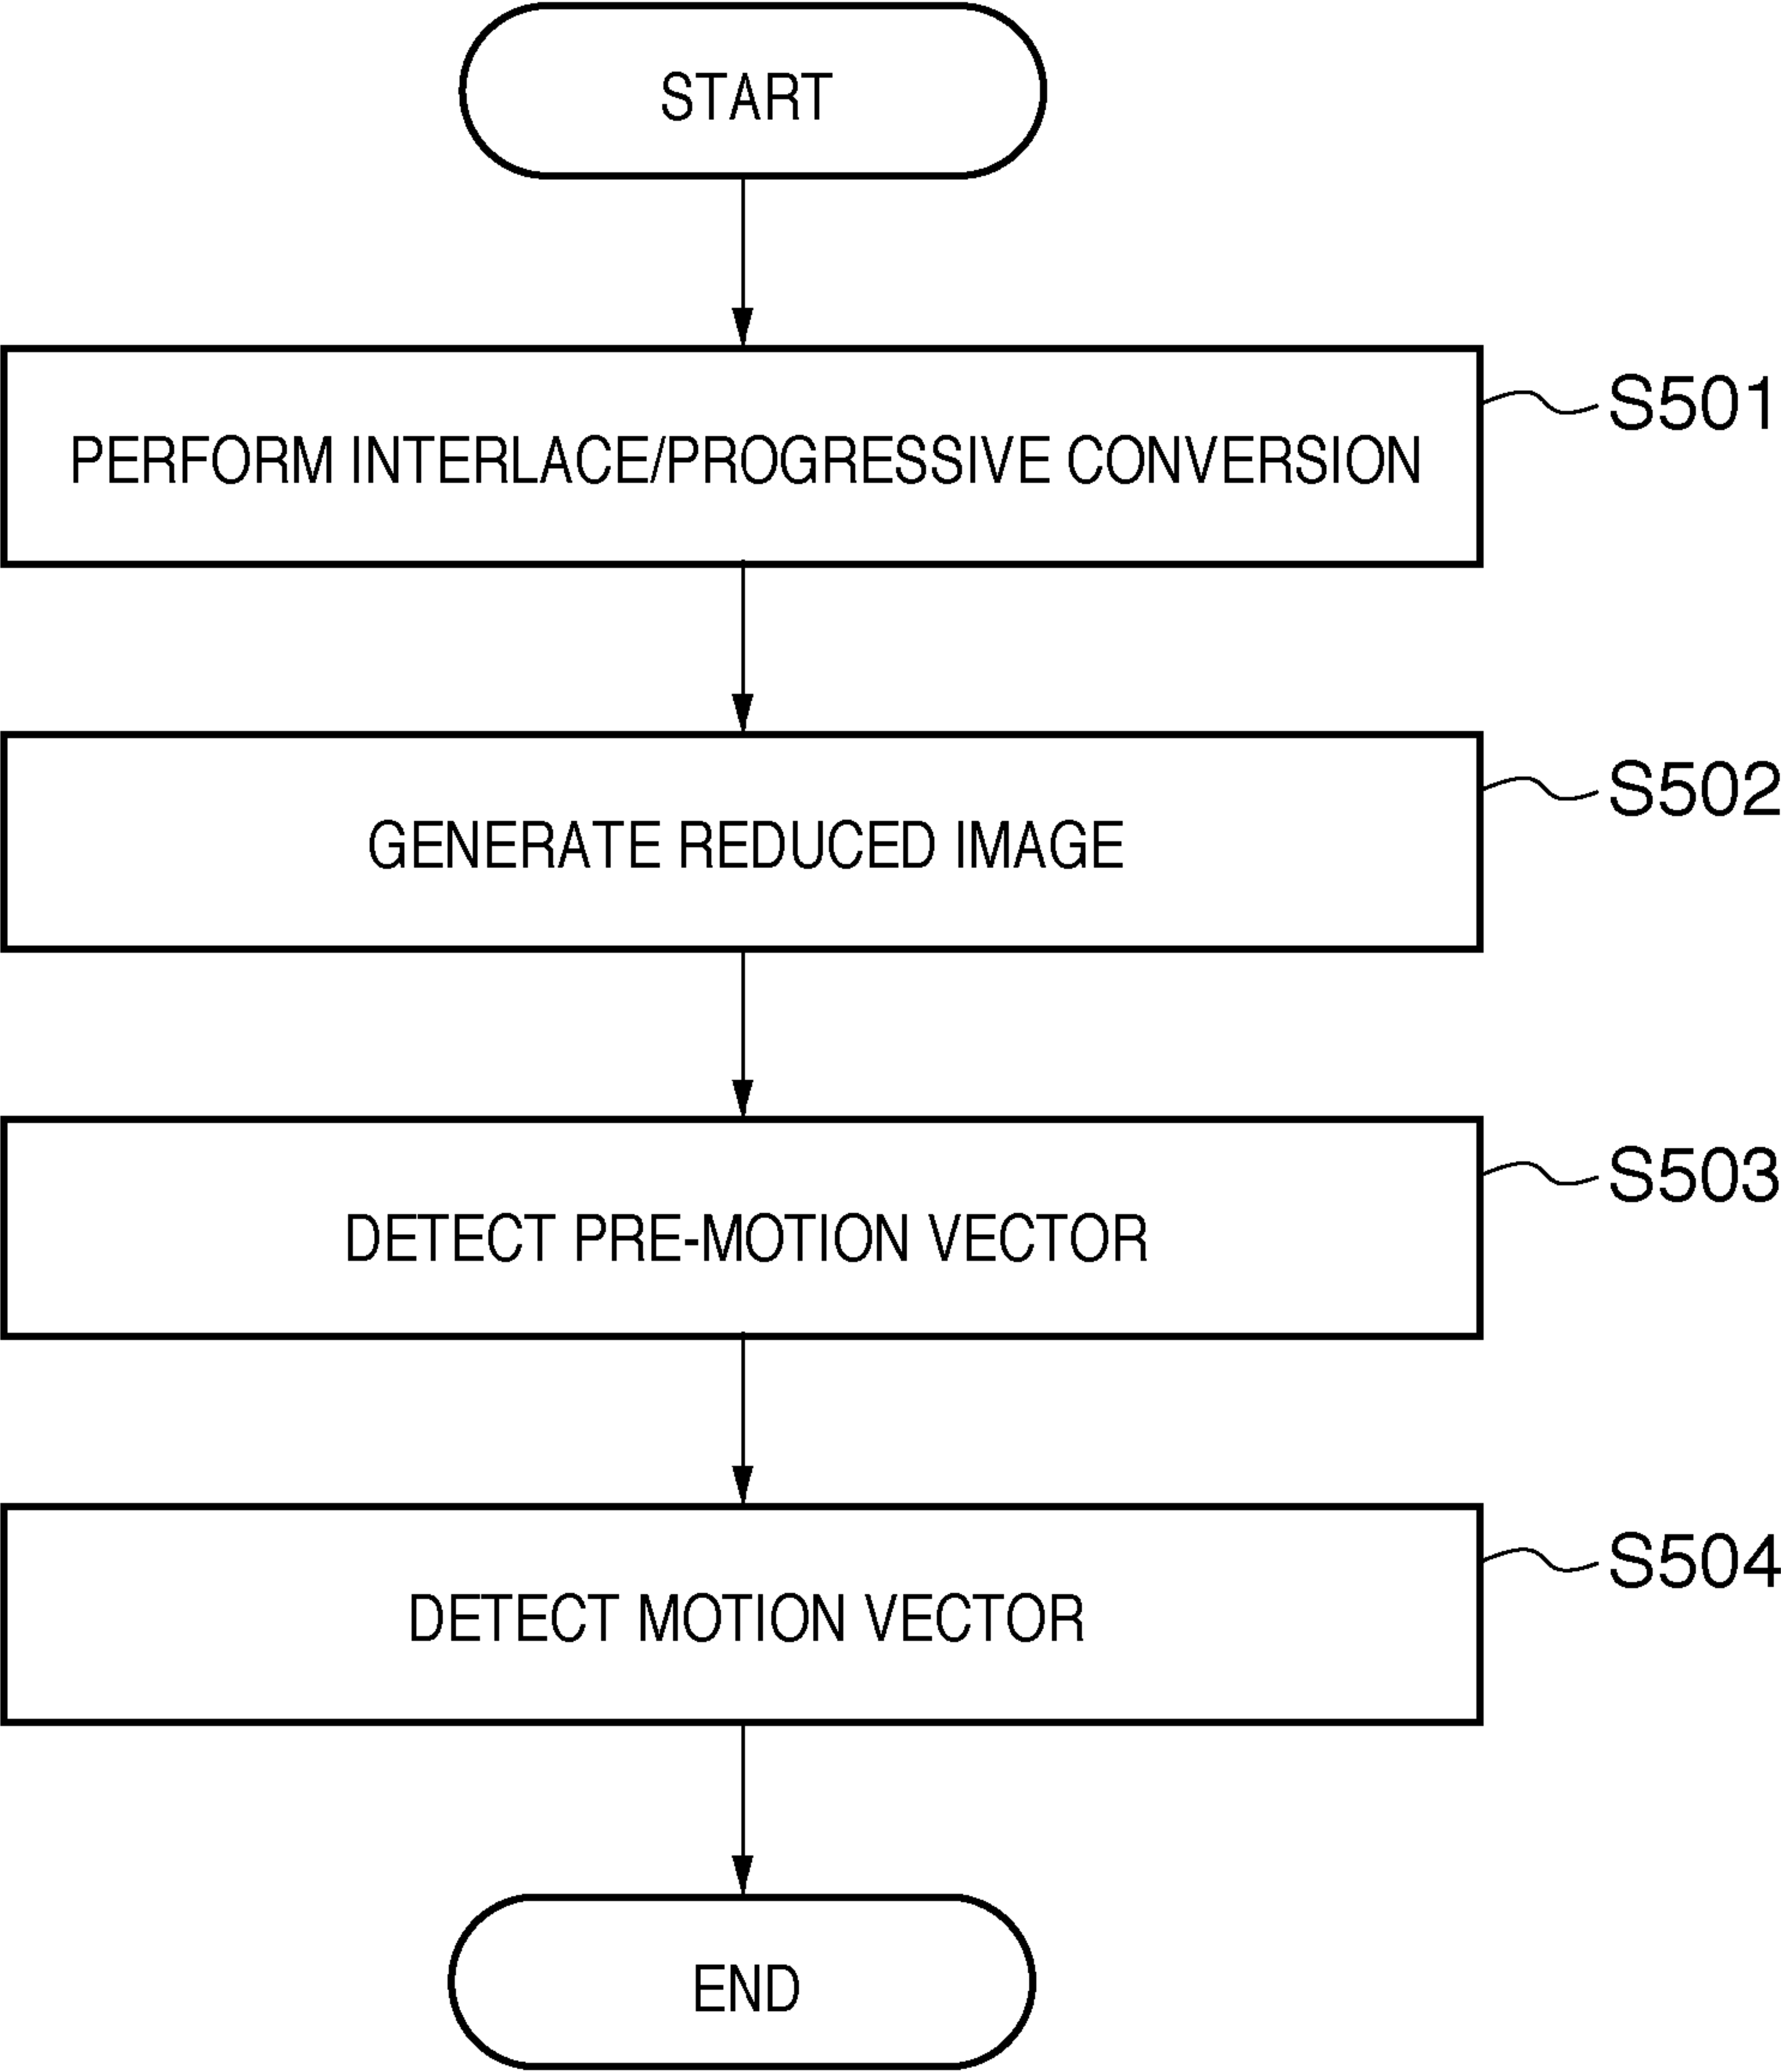 START
PERFORM INTERLACE/PROGRESSIVE CONVERSION
S501
GENERATE REDUCED IMAGE
S502
DETECT PRE-MOTION VECTOR
S503
DETECT MOTION VECTOR
S504
END